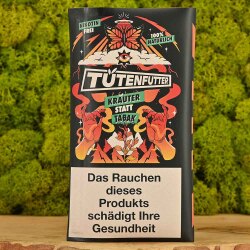 NIKOTIN
FREI
100%
NATÜRLICH
TÜTENFUTTER
KRÄUTER
STATT
TABAK
Das Rauchen
dieses
Produkts
schädigt Ihre
Gesundheit